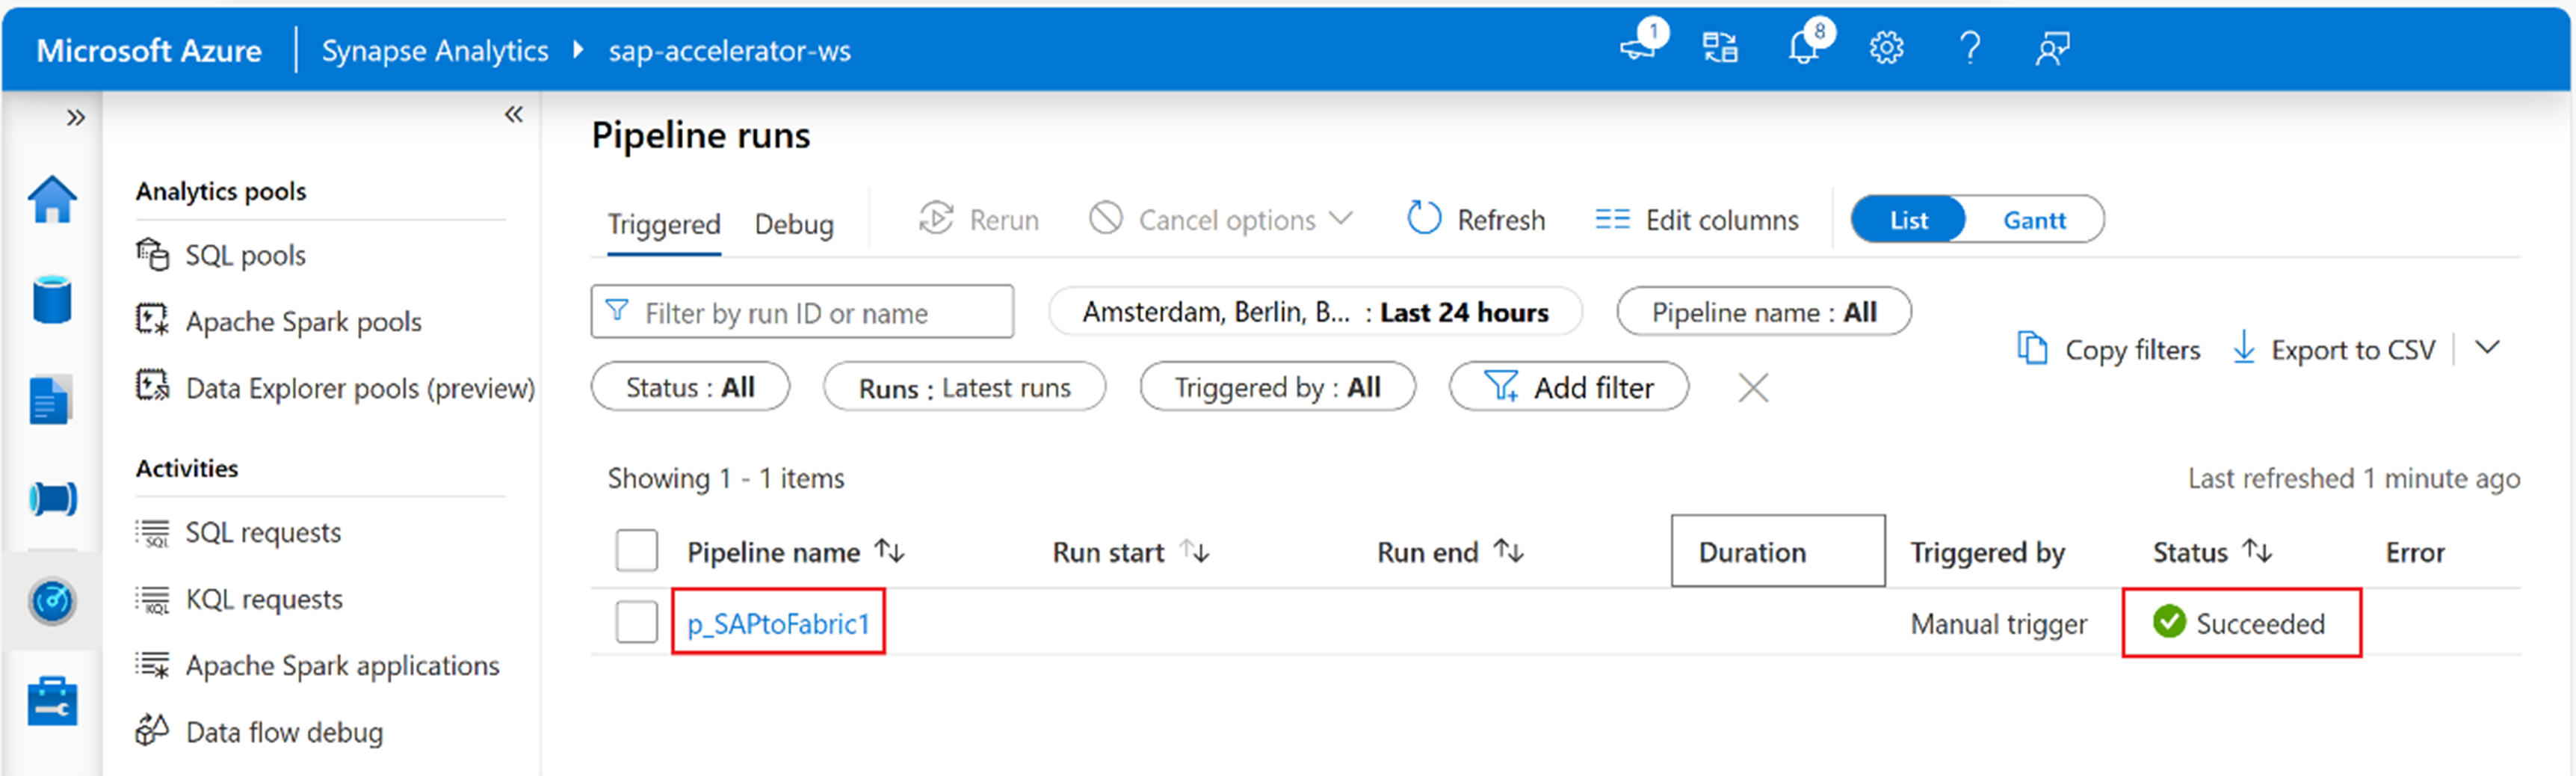 Microsoft Azure | Synapse Analytics sap-accelerator-ws 1 8
Analytics pools
SQL pools
Apache Spark pools
Data Explorer pools (preview)
Activities
SQL requests
KQL requests
Apache Spark applications
Data flow debug
Pipeline runs
Triggered Debug Rerun Cancel options Refresh Edit columns List Gantt
Filter by run ID or name Amsterdam, Berlin, B... : Last 24 hours Pipeline name : All
Status : All Runs : Latest runs Triggered by : All Add filter
Copy filters Export to CSV
Showing 1 - 1 items Last refreshed 1 minute ago
Pipeline name Run start Run end Duration Triggered by Status Error
p_SAPtoFabric1 Manual trigger Succeeded